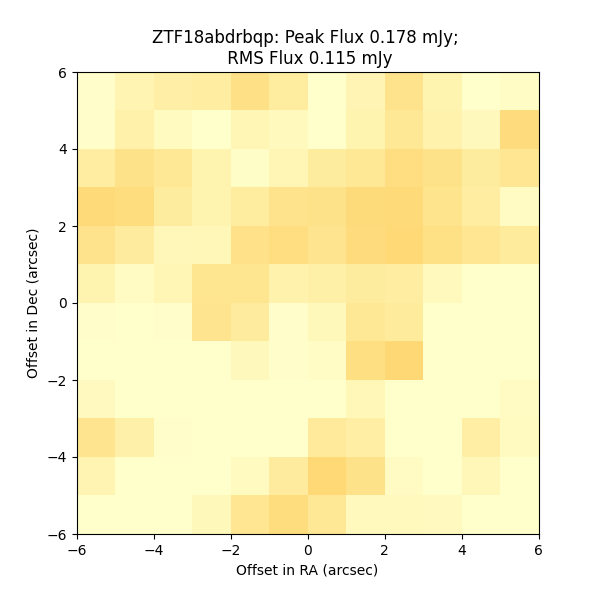 ZTF18abdrbqp: Peak Flux 0.178 mJy;
RMS Flux 0.115 mJy
6
4
2
0
−2
−4
−6
Offset in Dec (arcsec)
−6 −4 −2 0 2 4 6
Offset in RA (arcsec)